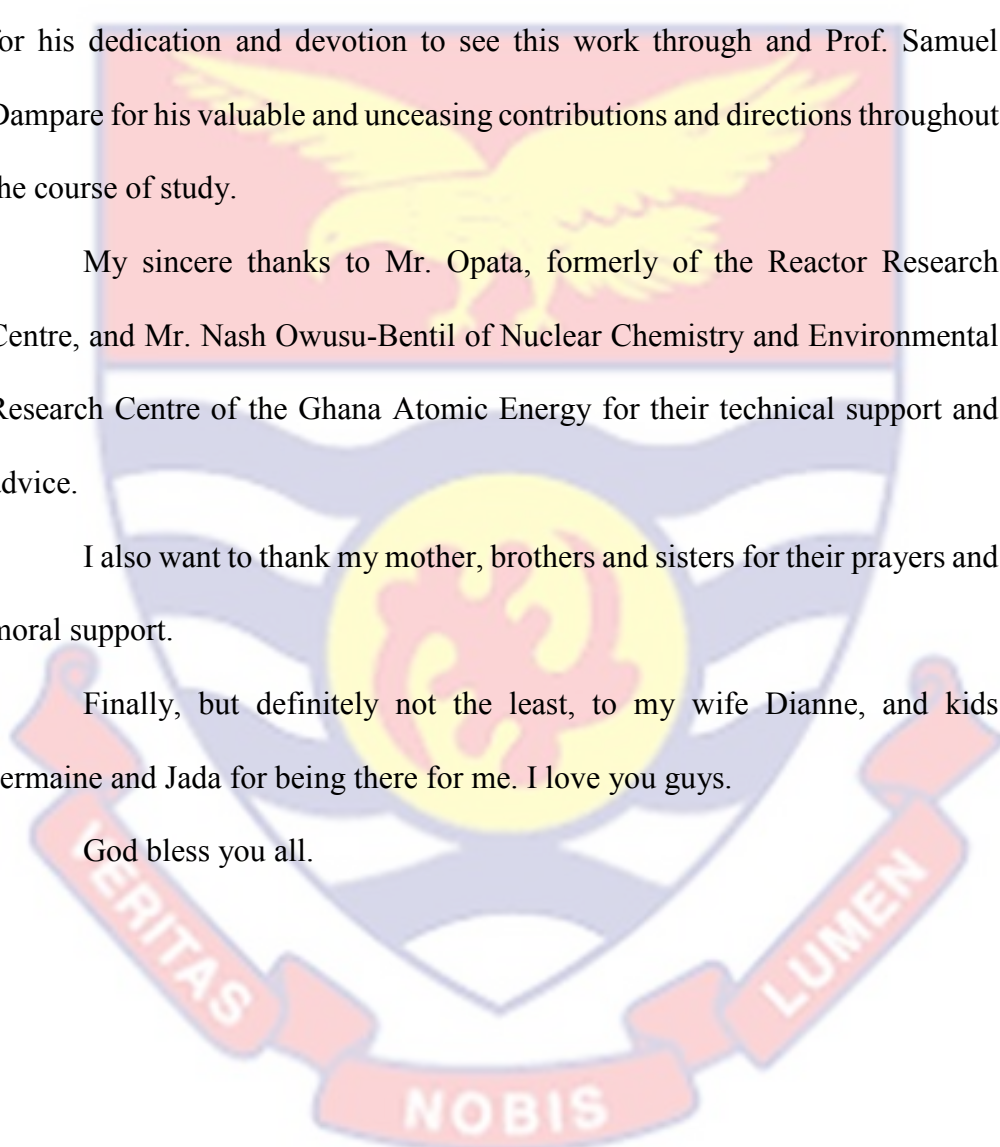 for his dedication and devotion to see this work through and Prof. Samuel
Dampare for his valuable and unceasing contributions and directions throughout
the course of study.
My sincere thanks to Mr. Opata, formerly of the Reactor Research
Centre, and Mr. Nash Owusu-Bentil of Nuclear Chemistry and Environmental
Research Centre of the Ghana Atomic Energy for their technical support and
advice.
I also want to thank my mother, brothers and sisters for their prayers and
moral support.
Finally, but definitely not the least, to my wife Dianne, and kids
Jermaine and Jada for being there for me. I love you guys.
God bless you all.
VERITAS
NOBIS
LUMEN